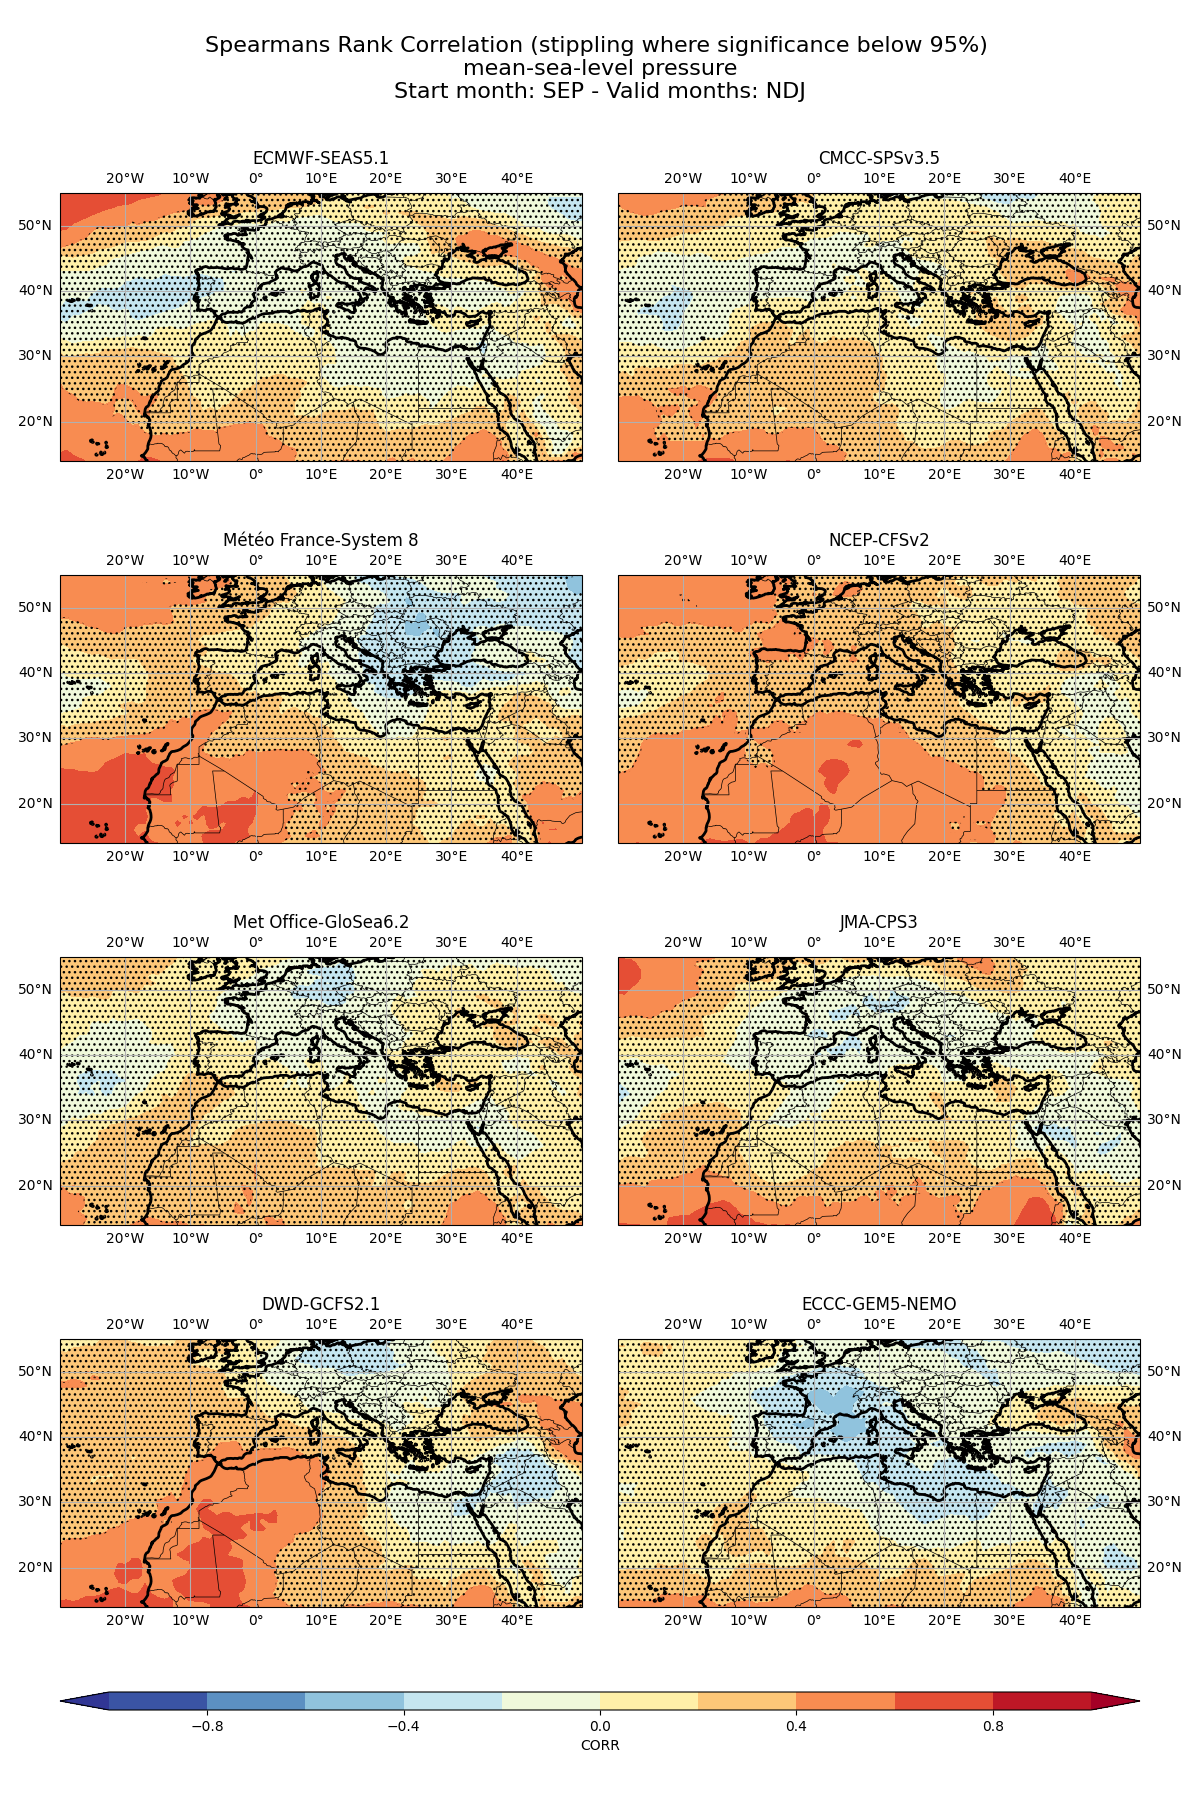 Spearmans Rank Correlation (stippling where significance below 95%)
mean-sea-level pressure
Start month: SEP - Valid months: NDJ
ECMWF-SEAS5.1
CMCC-SPSv3.5
20°W 10°W 0° 10°E 20°E 30°E 40°E
20°W 10°W 0° 10°E 20°E 30°E 40°E
50°N
50°N
40°N
40°N
30°N
30°N
20°N
20°N
20°W 10°W 0° 10°E 20°E 30°E 40°E
20°W 10°W 0° 10°E 20°E 30°E 40°E
Météo France-System 8
NCEP-CFSv2
20°W 10°W 0° 10°E 20°E 30°E 40°E
20°W 10°W 0° 10°E 20°E 30°E 40°E
50°N
50°N
40°N
40°N
30°N
30°N
20°N
20°N
20°W 10°W 0° 10°E 20°E 30°E 40°E
20°W 10°W 0° 10°E 20°E 30°E 40°E
Met Office-GloSea6.2
JMA-CPS3
20°W 10°W 0° 10°E 20°E 30°E 40°E
20°W 10°W 0° 10°E 20°E 30°E 40°E
50°N
50°N
40°N
40°N
30°N
30°N
20°N
20°N
20°W 10°W 0° 10°E 20°E 30°E 40°E
20°W 10°W 0° 10°E 20°E 30°E 40°E
DWD-GCFS2.1
ECCC-GEM5-NEMO
20°W 10°W 0° 10°E 20°E 30°E 40°E
20°W 10°W 0° 10°E 20°E 30°E 40°E
50°N
50°N
40°N
40°N
30°N
30°N
20°N
20°N
20°W 10°W 0° 10°E 20°E 30°E 40°E
20°W 10°W 0° 10°E 20°E 30°E 40°E
−0.8 −0.4 0.0 0.4 0.8
CORR